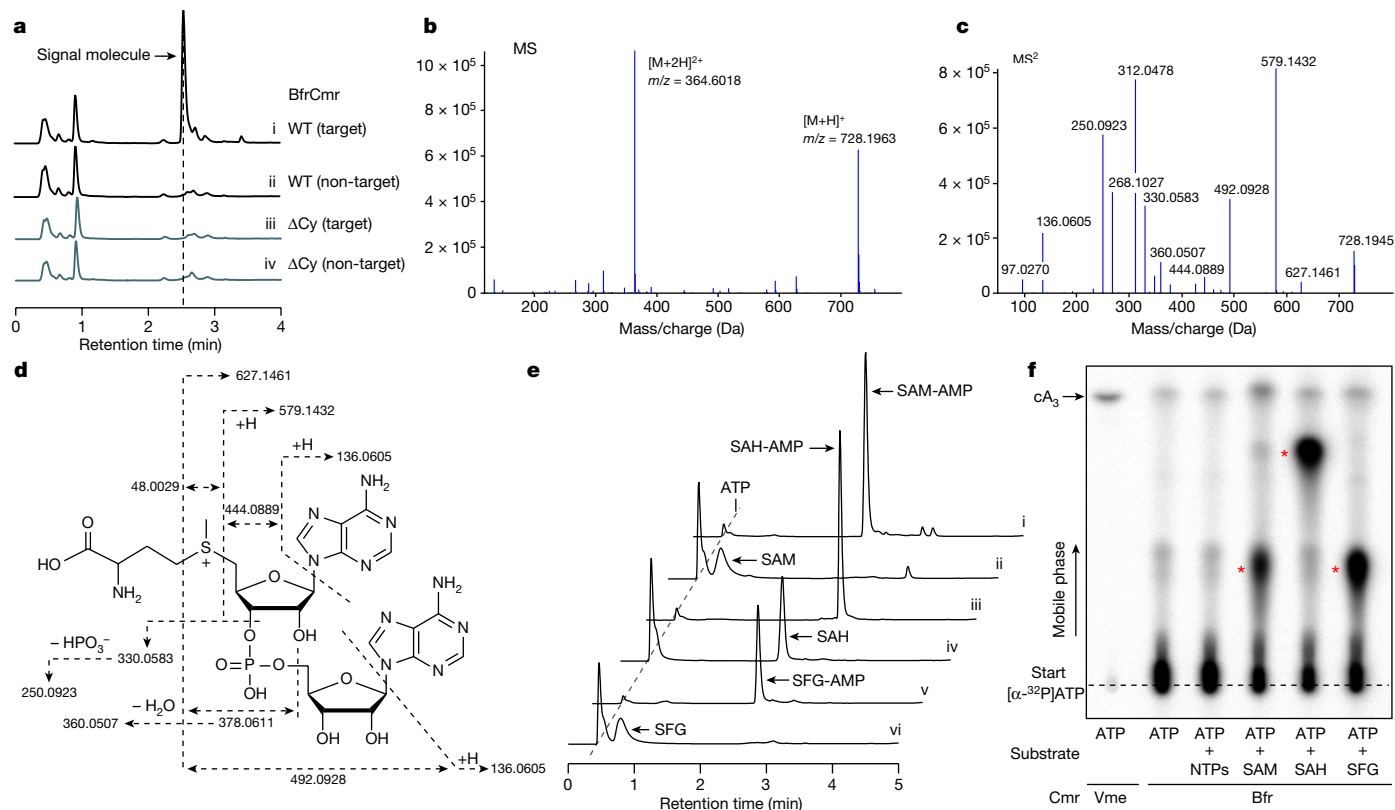 a
Signal molecule
BfrCmr
i WT (target)
ii WT (non-target)
iii ΔCy (target)
iv ΔCy (non-target)
0 1 2 3 4
Retention time (min)
b
MS
10 × 10⁵
8 × 10⁵
6 × 10⁵
4 × 10⁵
2 × 10⁵
0
[M+2H]²⁺
m/z = 364.6018
[M+H]⁺
m/z = 728.1963
200 300 400 500 600 700
Mass/charge (Da)
c
MS²
8 × 10⁵
6 × 10⁵
4 × 10⁵
2 × 10⁵
0
579.1432
312.0478
250.0923
268.1027
330.0583
492.0928
136.0605
360.0507
444.0889
728.1945
97.0270
627.1461
100 200 300 400 500 600 700
Mass/charge (Da)
d
627.1461
579.1432
+H
+H
136.0605
48.0029
444.0889
NH₂
N
N
N
N
O
HO
NH₂
S
+
O
O
OH
NH₂
N
N
N
N
– HPO₃⁻
330.0583
250.0923
O
P
O
OH
O
OH
OH
– H₂O
360.0507
378.0611
+H
136.0605
492.0928
e
SAM-AMP
SAH-AMP
ATP
i
SAM
ii
iii
SAH
iv
SFG-AMP
v
SFG
vi
0 1 2 3 4 5
Retention time (min)
f
cA₃
*
*
*
Mobile phase
Start
[α-³²P]ATP
Substrate
ATP ATP ATP ATP ATP ATP
+ + + +
NTPs SAM SAH SFG
Cmr Vme Bfr